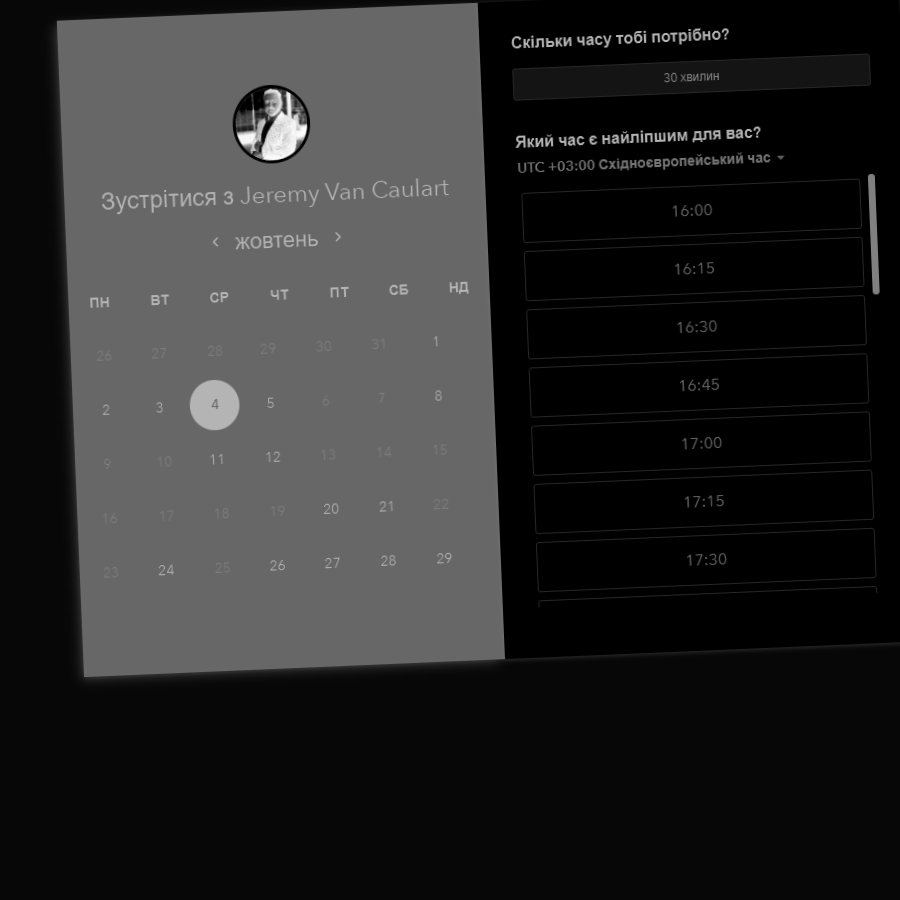 Зустрітися з Jeremy Van Caulart
‹ жовтень ›
ПН ВТ СР ЧТ ПТ СБ НД
26 27 28 29 30 31 1
2 3 4 5 6 7 8
9 10 11 12 13 14 15
16 17 18 19 20 21 22
23 24 25 26 27 28 29
Скільки часу тобі потрібно?
30 хвилин
Який час є найліпшим для вас?
UTC +03:00 Східноєвропейський час
16:00
16:15
16:30
16:45
17:00
17:15
17:30